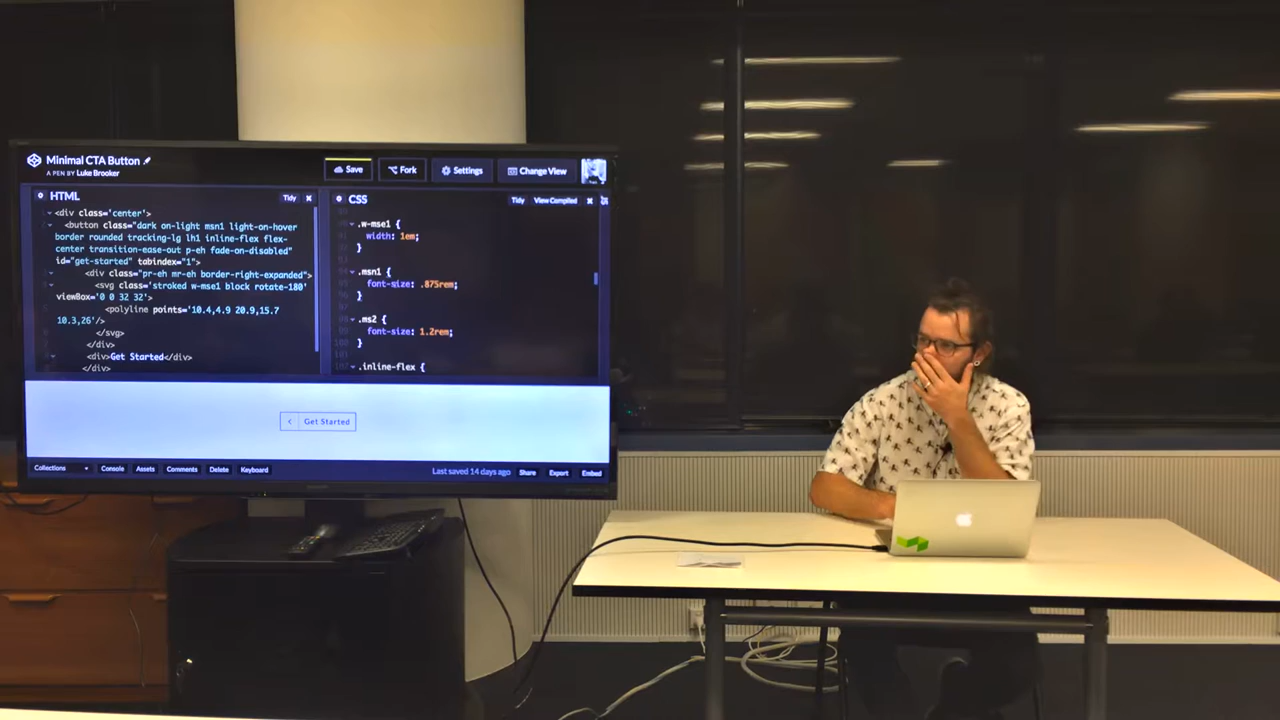 Minimal CTA Button
A PEN BY Luke Brooker
Save
Fork
Settings
Change View
HTML
Tidy
<div class='center'>
<button class="dark on-light msn1 light-on-hover
border rounded tracking-lg lh1 inline-flex flex-
center transition-ease-out p-eh fade-on-disabled"
id="get-started" tabindex="1">
<div class="pr-eh mr-eh border-right-expanded">
<svg class='stroked w-mse1 block rotate-180'
viewBox='0 0 32 32'>
<polyline points='10.4,4.9 20.9,15.7
10.3,26'/>
</svg>
</div>
<div>Get Started</div>
</div>
CSS
Tidy
View Compiled
.w-mse1 {
width: 1em;
}
.msn1 {
font-size: .875rem;
}
.ms2 {
font-size: 1.2rem;
}
.inline-flex {
Get Started
Collections
Console
Assets
Comments
Delete
Keyboard
Last saved 14 days ago
Share
Export
Embed